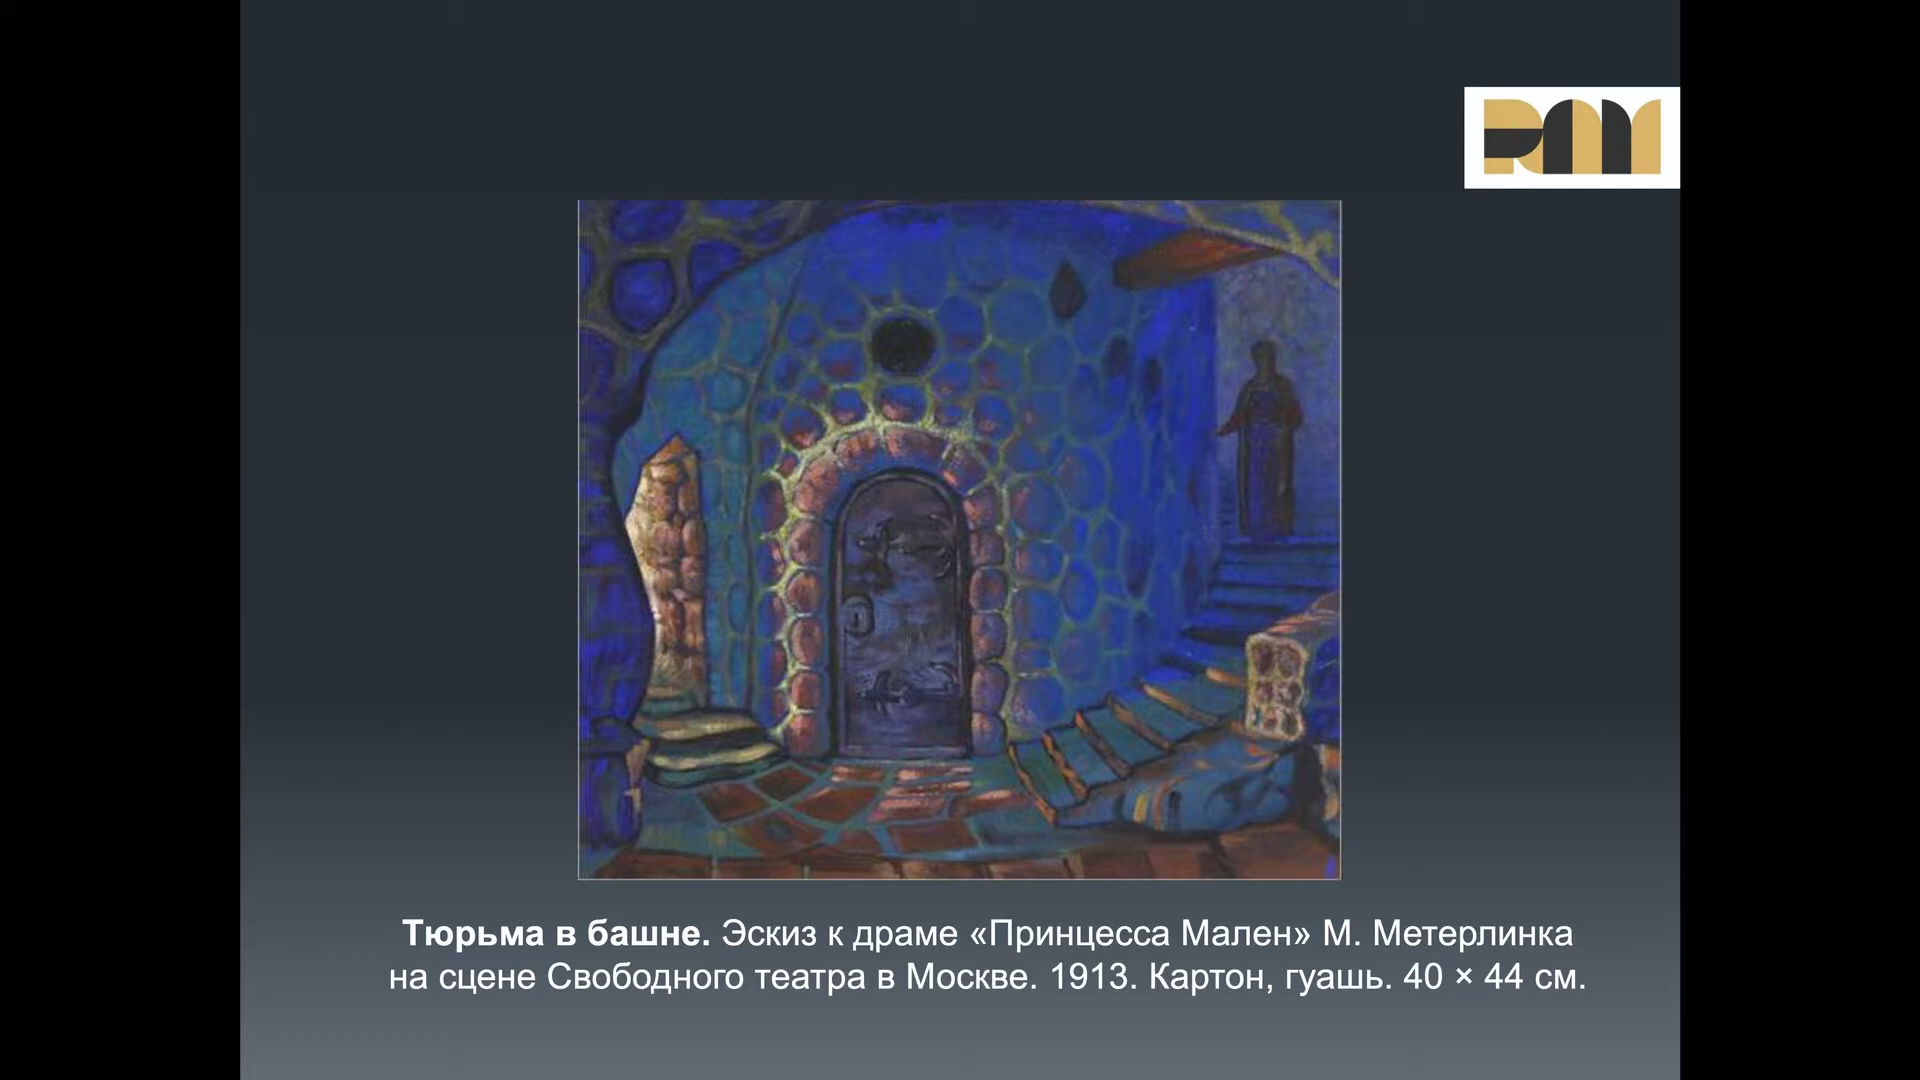 Тюрьма в башне. Эскиз к драме «Принцесса Мален» М. Метерлинка
на сцене Свободного театра в Москве. 1913. Картон, гуашь. 40 × 44 см.